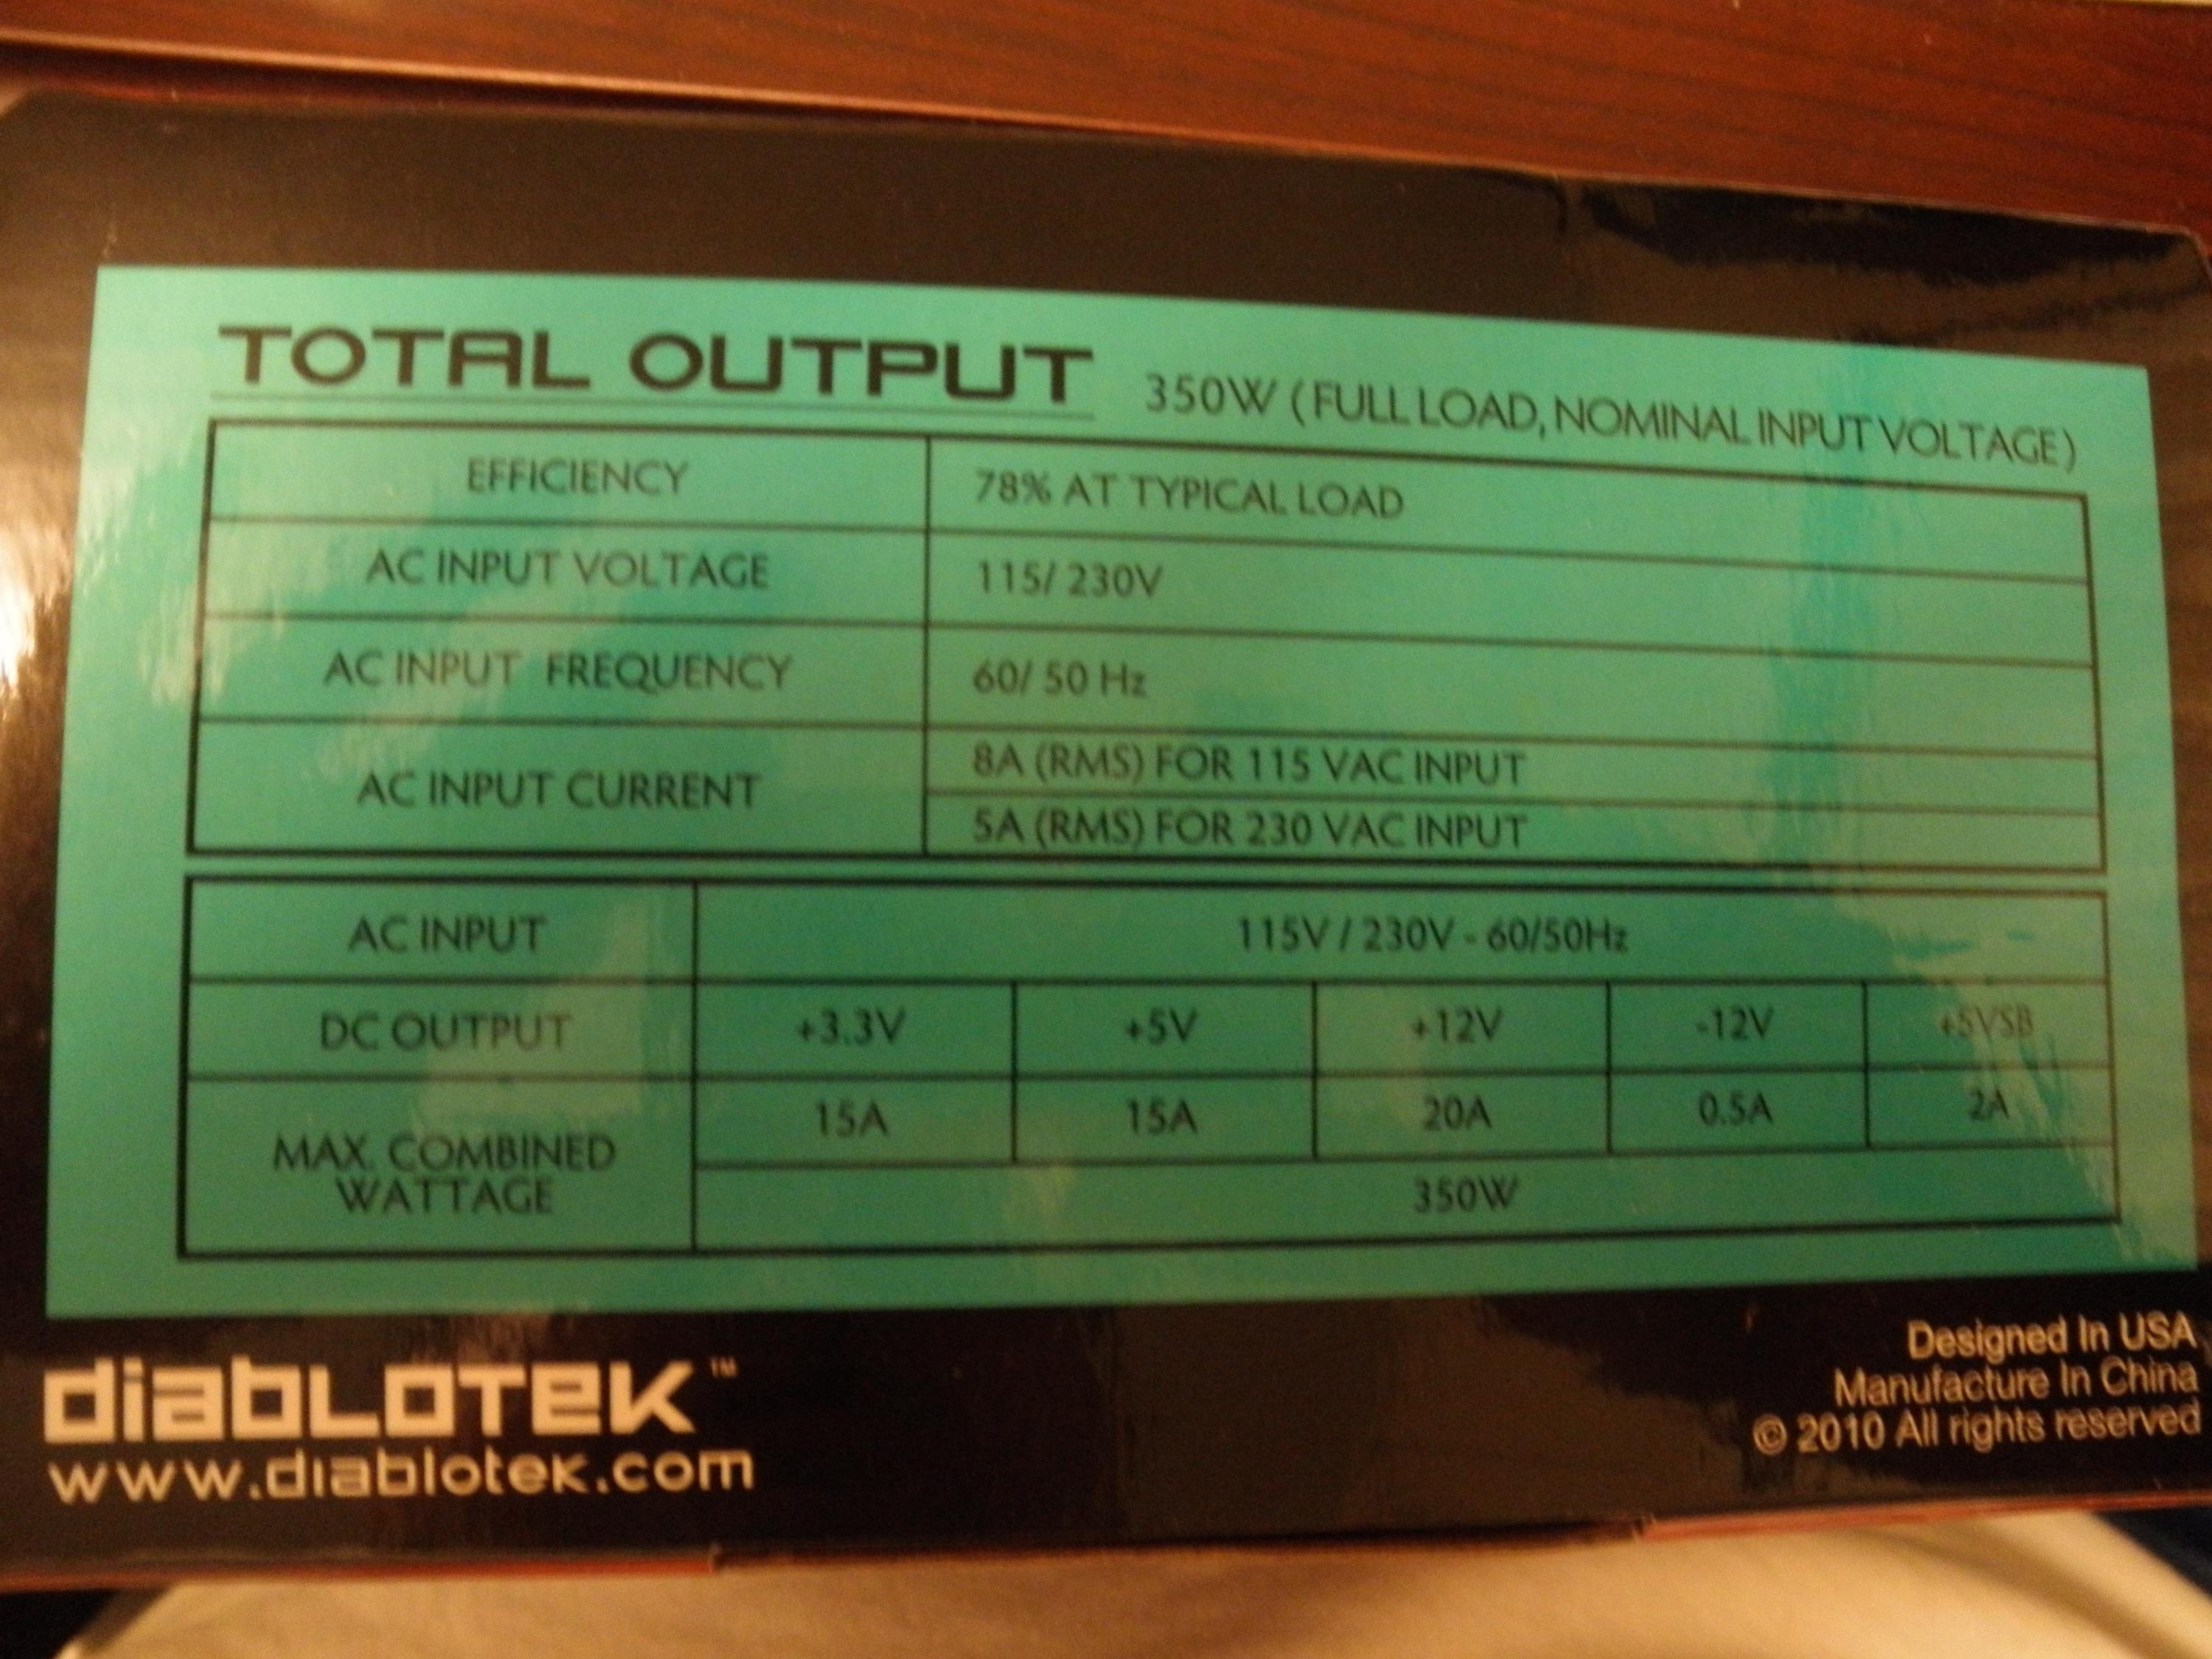 TOTAL OUTPUT 350W (FULL LOAD, NOMINAL INPUT VOLTAGE)
EFFICIENCY 78% AT TYPICAL LOAD
AC INPUT VOLTAGE 115/ 230V
AC INPUT FREQUENCY 60/ 50 Hz
AC INPUT CURRENT 8A (RMS) FOR 115 VAC INPUT
5A (RMS) FOR 230 VAC INPUT
AC INPUT 115V / 230V - 60/50Hz
DC OUTPUT +3.3V +5V +12V -12V +5VSB
MAX. COMBINED WATTAGE 15A 15A 20A 0.5A 2A
350W
diabLOTEK™
www.diablotek.com
Designed In USA
Manufacture In China
© 2010 All rights reserved